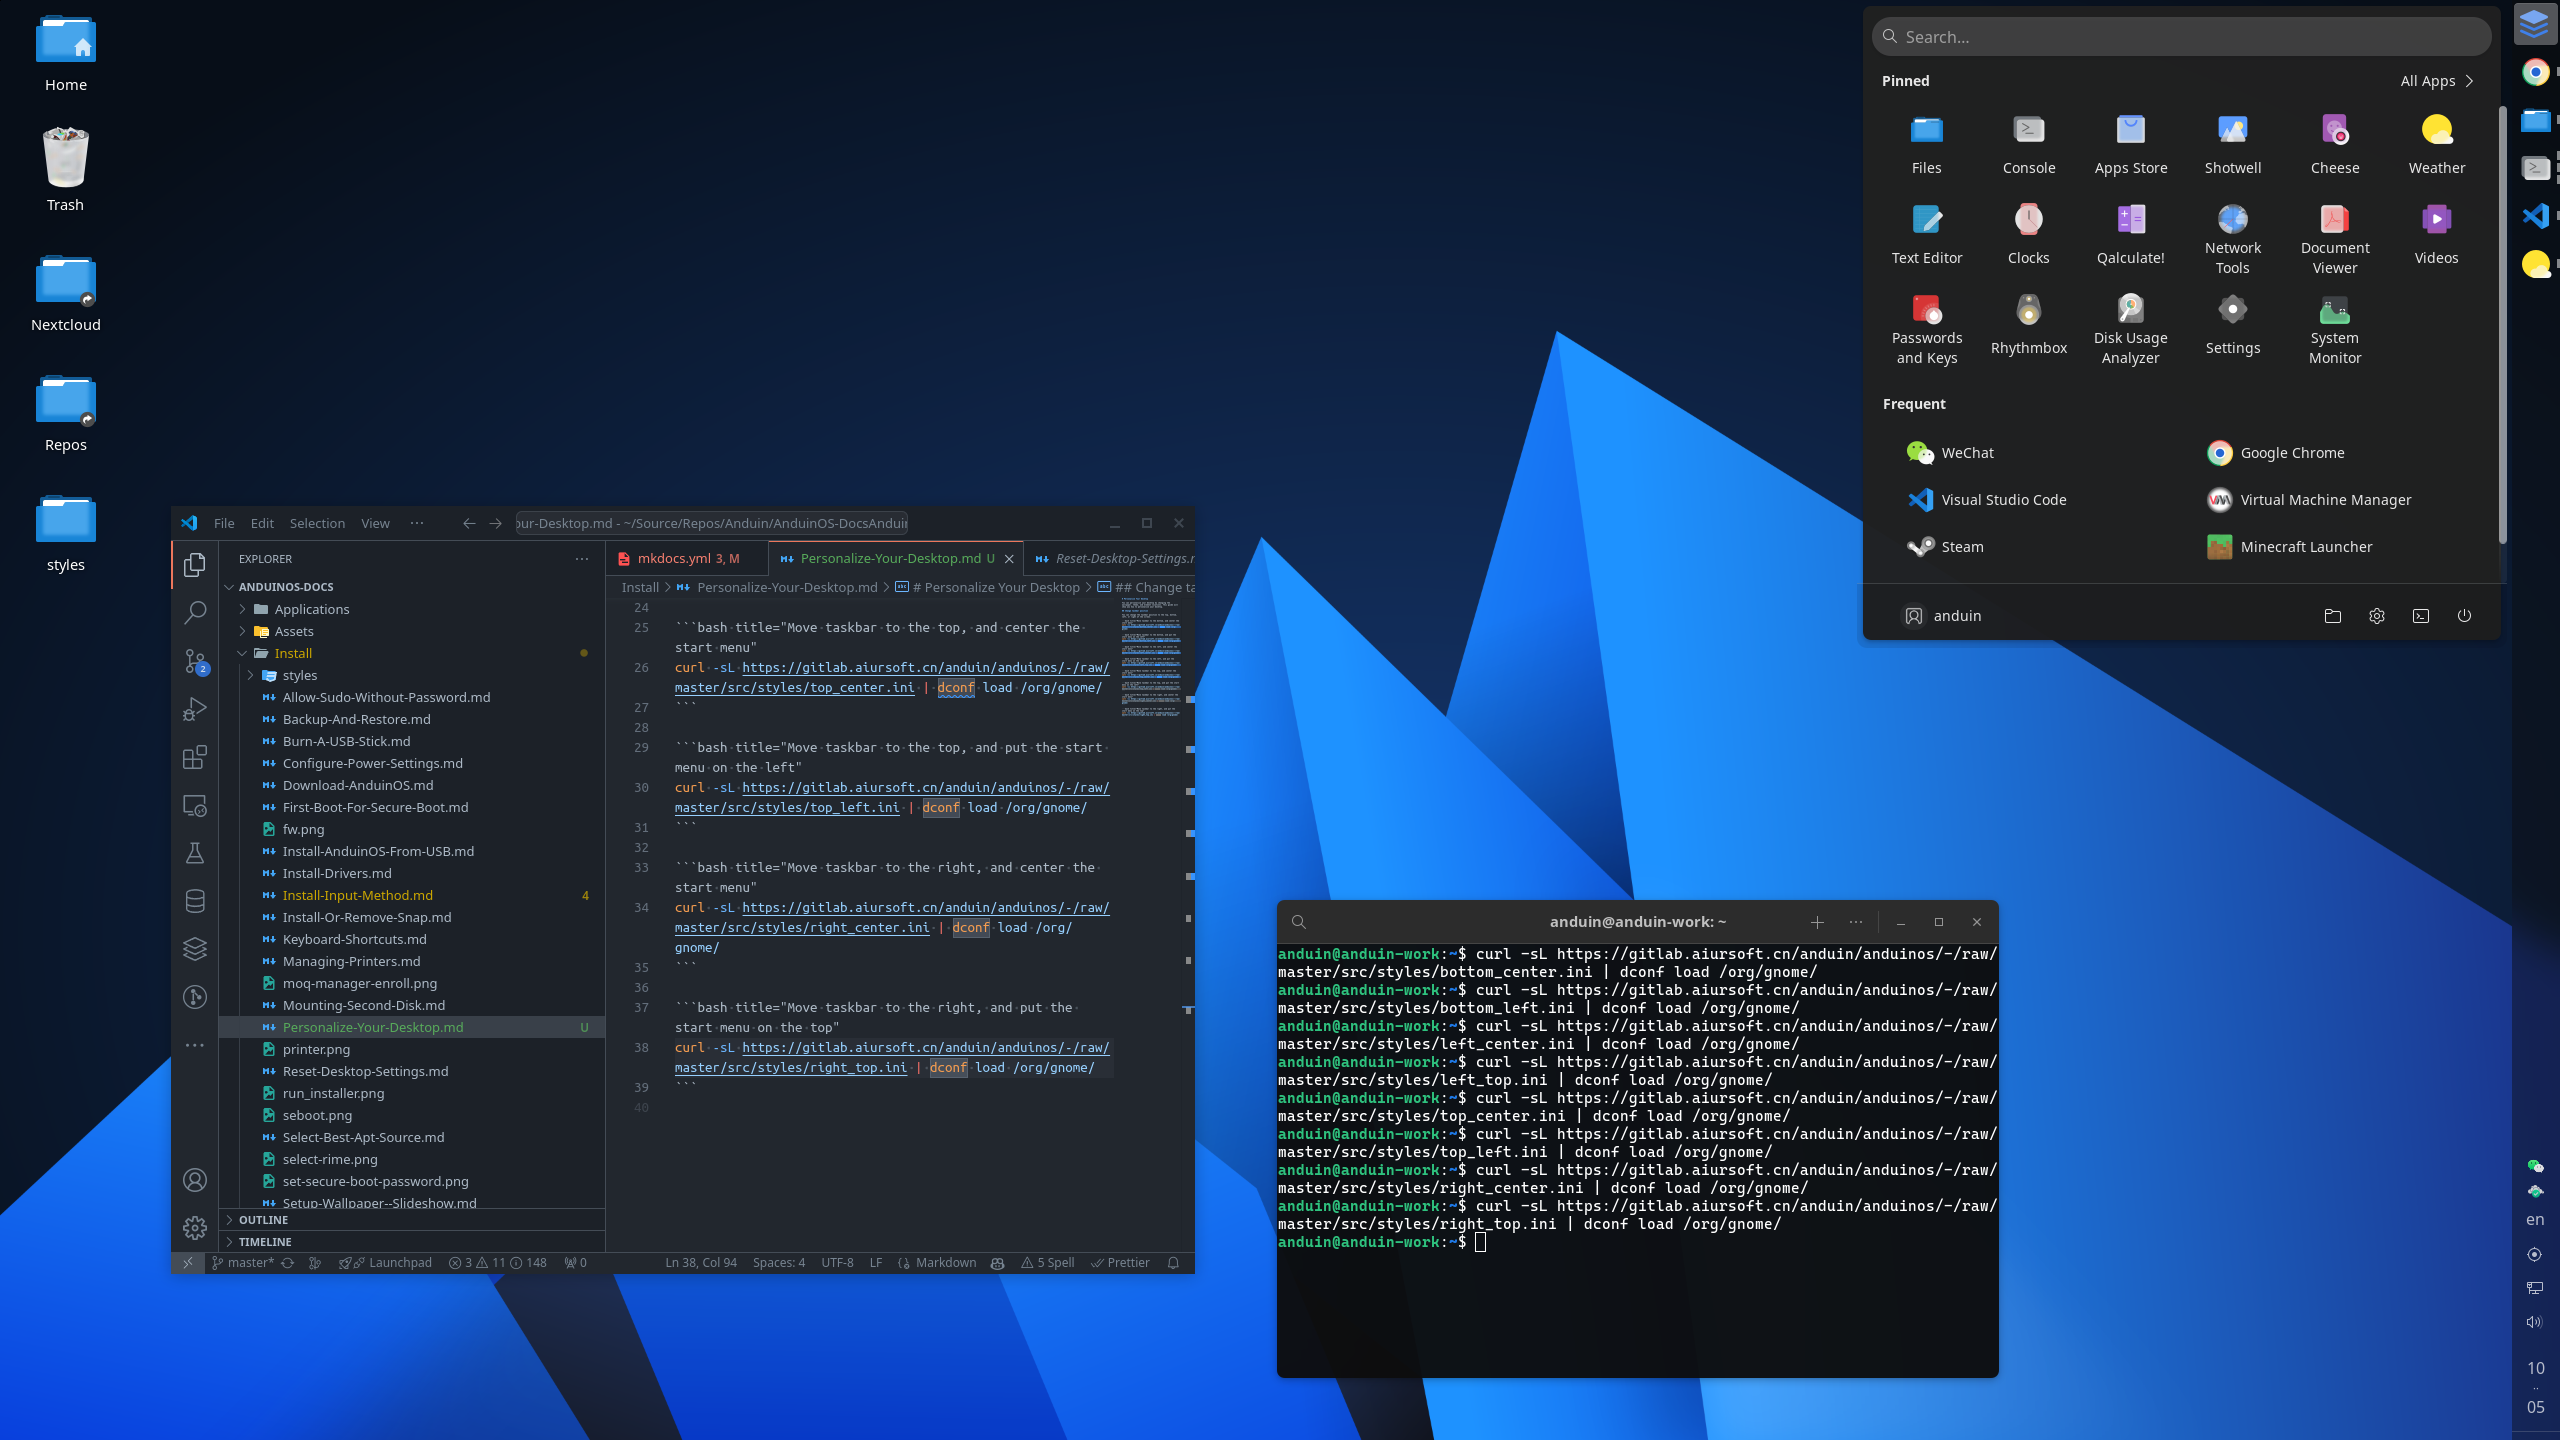 Home
Trash
Nextcloud
Repos
styles
File Edit Selection View ···
our-Desktop.md - ~/Source/Repos/Anduin/AnduinOS-DocsAndui
EXPLORER
ANDUINOS-DOCS
Applications
Assets
Install
styles
Allow-Sudo-Without-Password.md
Backup-And-Restore.md
Burn-A-USB-Stick.md
Configure-Power-Settings.md
Download-AnduinOS.md
First-Boot-For-Secure-Boot.md
fw.png
Install-AnduinOS-From-USB.md
Install-Drivers.md
Install-Input-Method.md 4
Install-Or-Remove-Snap.md
Keyboard-Shortcuts.md
Managing-Printers.md
moq-manager-enroll.png
Mounting-Second-Disk.md
Personalize-Your-Desktop.md U
printer.png
Reset-Desktop-Settings.md
run_installer.png
seboot.png
Select-Best-Apt-Source.md
select-rime.png
set-secure-boot-password.png
Setup-Wallpaper--Slideshow.md
OUTLINE
TIMELINE
2
mkdocs.yml 3, M
Personalize-Your-Desktop.md U
Reset-Desktop-Settings.
Install > Personalize-Your-Desktop.md > # Personalize Your Desktop > ## Change ta
24
25 ```bash title="Move taskbar to the top, and center the
start menu"
26 curl -sL https://gitlab.aiursoft.cn/anduin/anduinos/-/raw/
master/src/styles/top_center.ini | dconf load /org/gnome/
27 ```
28
29 ```bash title="Move taskbar to the top, and put the start
menu on the left"
30 curl -sL https://gitlab.aiursoft.cn/anduin/anduinos/-/raw/
master/src/styles/top_left.ini | dconf load /org/gnome/
31 ```
32
33 ```bash title="Move taskbar to the right, and center the
start menu"
34 curl -sL https://gitlab.aiursoft.cn/anduin/anduinos/-/raw/
master/src/styles/right_center.ini | dconf load /org/
gnome/
35 ```
36
37 ```bash title="Move taskbar to the right, and put the
start menu on the top"
38 curl -sL https://gitlab.aiursoft.cn/anduin/anduinos/-/raw/
master/src/styles/right_top.ini | dconf load /org/gnome/
39 ```
40
master* Launchpad 3 11 148 0
Ln 38, Col 94 Spaces: 4 UTF-8 LF Markdown 5 Spell Prettier
anduin@anduin-work: ~
anduin@anduin-work:~$ curl -sL https://gitlab.aiursoft.cn/anduin/anduinos/-/raw/
master/src/styles/bottom_center.ini | dconf load /org/gnome/
anduin@anduin-work:~$ curl -sL https://gitlab.aiursoft.cn/anduin/anduinos/-/raw/
master/src/styles/bottom_left.ini | dconf load /org/gnome/
anduin@anduin-work:~$ curl -sL https://gitlab.aiursoft.cn/anduin/anduinos/-/raw/
master/src/styles/left_center.ini | dconf load /org/gnome/
anduin@anduin-work:~$ curl -sL https://gitlab.aiursoft.cn/anduin/anduinos/-/raw/
master/src/styles/left_top.ini | dconf load /org/gnome/
anduin@anduin-work:~$ curl -sL https://gitlab.aiursoft.cn/anduin/anduinos/-/raw/
master/src/styles/top_center.ini | dconf load /org/gnome/
anduin@anduin-work:~$ curl -sL https://gitlab.aiursoft.cn/anduin/anduinos/-/raw/
master/src/styles/top_left.ini | dconf load /org/gnome/
anduin@anduin-work:~$ curl -sL https://gitlab.aiursoft.cn/anduin/anduinos/-/raw/
master/src/styles/right_center.ini | dconf load /org/gnome/
anduin@anduin-work:~$ curl -sL https://gitlab.aiursoft.cn/anduin/anduinos/-/raw/
master/src/styles/right_top.ini | dconf load /org/gnome/
anduin@anduin-work:~$
Search...
Pinned
All Apps
Files Console Apps Store Shotwell Cheese Weather
Text Editor Clocks Qalculate! Network Tools Document Viewer Videos
Passwords and Keys Rhythmbox Disk Usage Analyzer Settings System Monitor
Frequent
WeChat Google Chrome
Visual Studio Code Virtual Machine Manager
Steam Minecraft Launcher
anduin
en
10
..
05